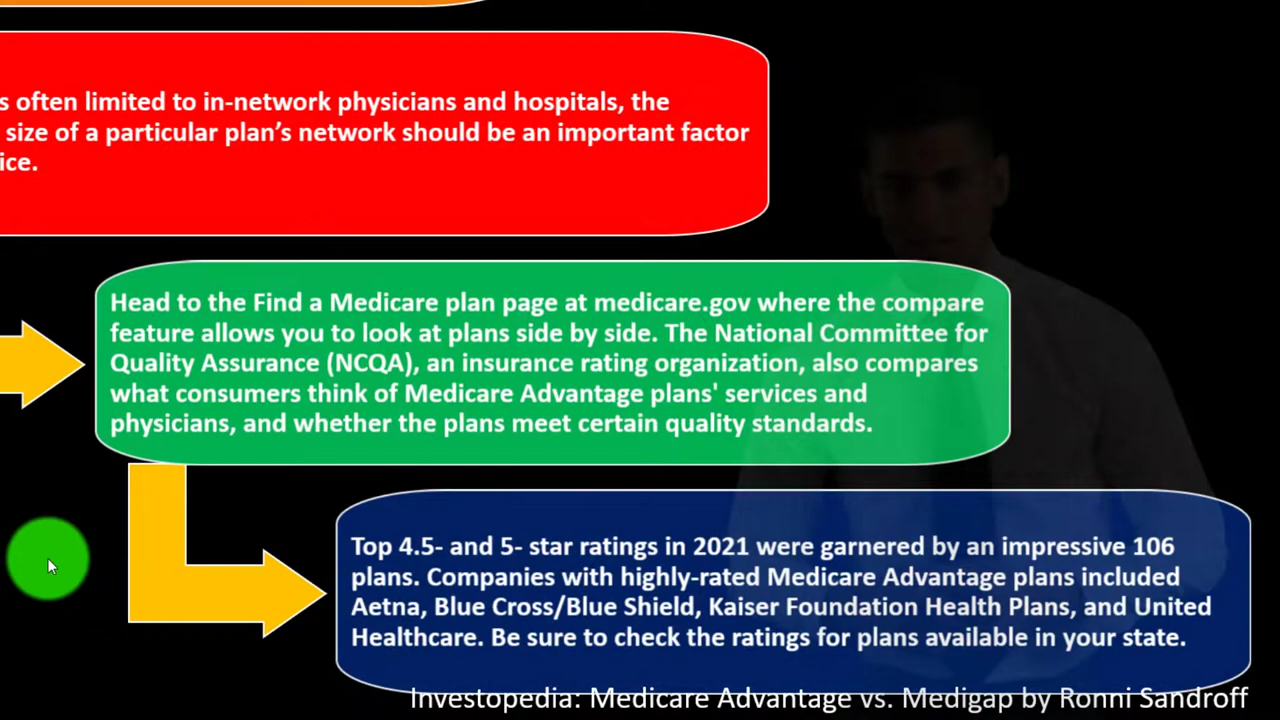 s often limited to in-network physicians and hospitals, the
size of a particular plan’s network should be an important factor
ice.
Head to the Find a Medicare plan page at medicare.gov where the compare
feature allows you to look at plans side by side. The National Committee for
Quality Assurance (NCQA), an insurance rating organization, also compares
what consumers think of Medicare Advantage plans' services and
physicians, and whether the plans meet certain quality standards.
Top 4.5- and 5- star ratings in 2021 were garnered by an impressive 106
plans. Companies with highly-rated Medicare Advantage plans included
Aetna, Blue Cross/Blue Shield, Kaiser Foundation Health Plans, and United
Healthcare. Be sure to check the ratings for plans available in your state.
Investopedia: Medicare Advantage vs. Medigap by Ronni Sandroff